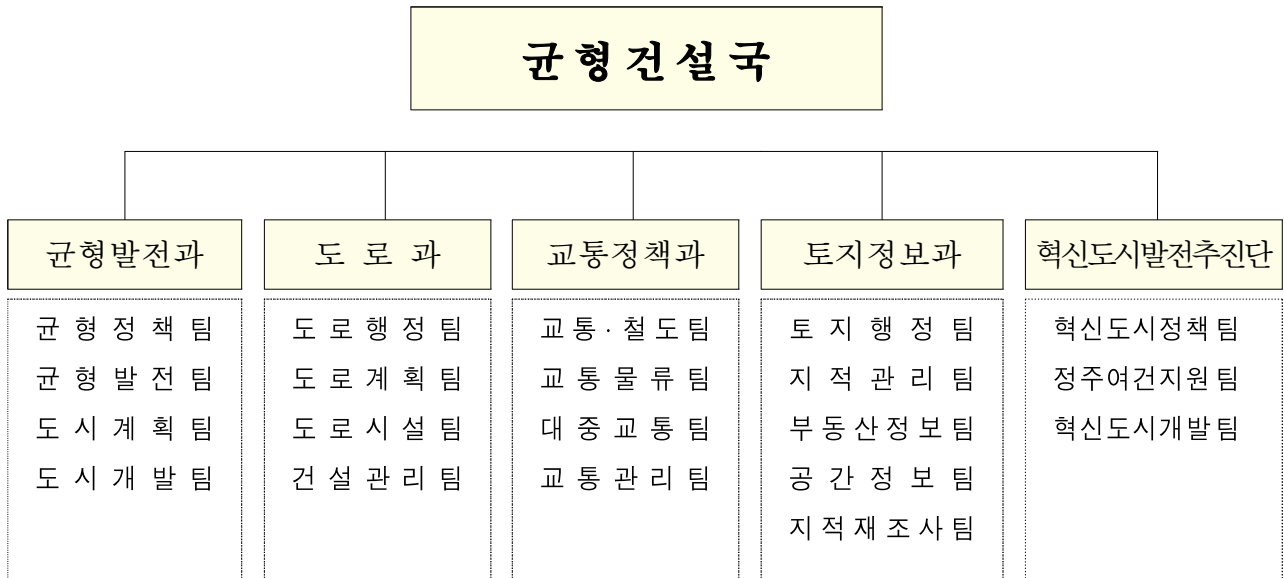 균형건설국
균형발전과
균형정책팀
균형발전팀
도시계획팀
도시개발팀
도로과
도로행정팀
도로계획팀
도로시설팀
건설관리팀
교통정책과
교통·철도팀
교통물류팀
대중교통팀
교통관리팀
토지정보과
토지행정팀
지적관리팀
부동산정보팀
공간정보팀
지적재조사팀
혁신도시발전추진단
혁신도시정책팀
정주여건지원팀
혁신도시개발팀